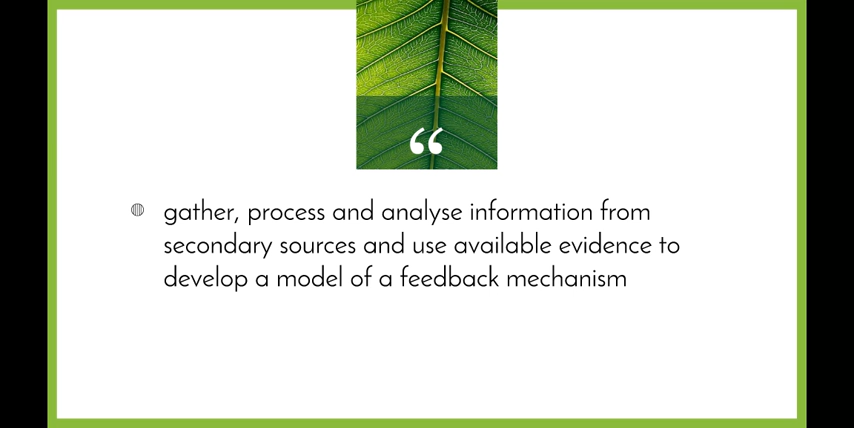 “
gather, process and analyse information from
secondary sources and use available evidence to
develop a model of a feedback mechanism